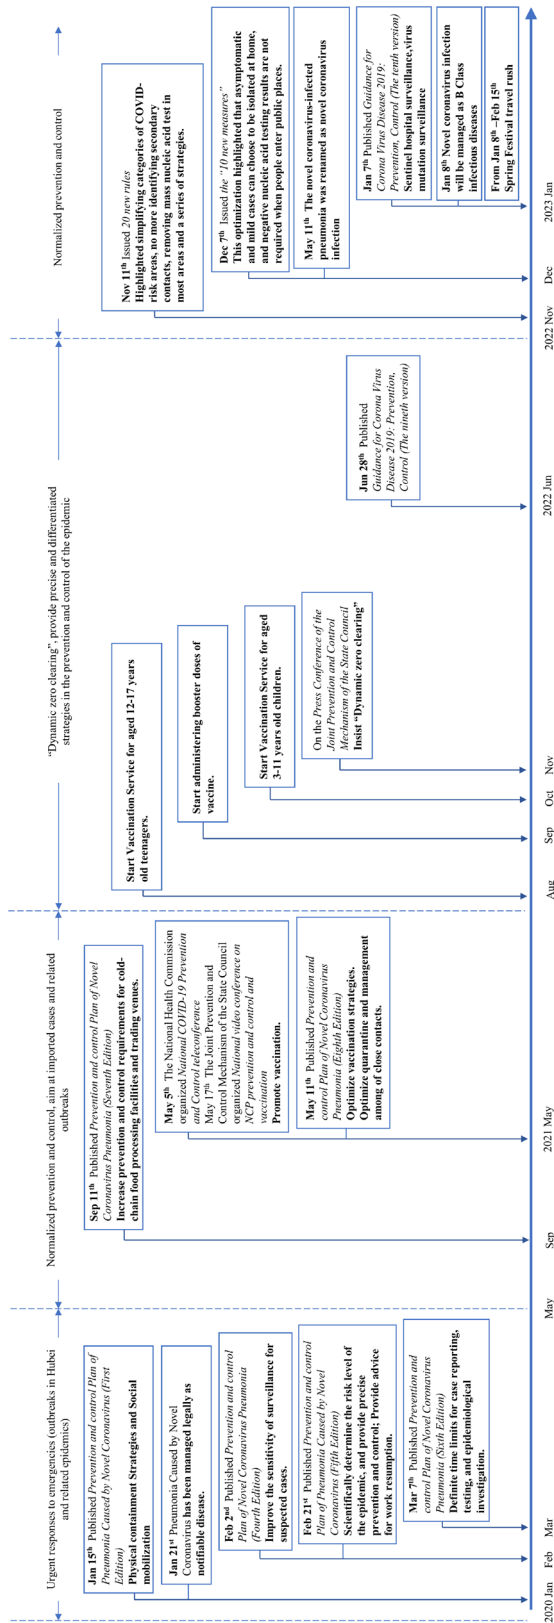 Urgent responses to emergencies (outbreaks in Hubei
and related epidemics)
Normalized prevention and control, aim at imported cases and related
outbreaks
“Dynamic zero clearing”, provide precise and differentiated
strategies in the prevention and control of the epidemic
Normalized prevention and control
Jan 15th Published Prevention and control Plan of
Pneumonia Caused by Novel Coronavirus (First
Edition)
Physical containment Strategies and Social
mobilization
Jan 21st Pneumonia Caused by Novel
Coronavirus has been managed legally as
notifiable disease.
Feb 2nd Published Prevention and control
Plan of Novel Coronavirus Pneumonia
(Fourth Edition)
Improve the sensitivity of surveillance for
suspected cases.
Feb 21st Published Prevention and control
Plan of Pneumonia Caused by Novel
Coronavirus (Fifth Edition)
Scientifically determine the risk level of
the epidemic, and provide precise
prevention and control; Provide advice
for work resumption.
Mar 7th Published Prevention and
control Plan of Novel Coronavirus
Pneumonia (Sixth Edition)
Definite time limits for case reporting,
testing, and epidemiological
investigation.
Sep 11th Published Prevention and control Plan of Novel
Coronavirus Pneumonia (Seventh Edition)
Increase prevention and control requirements for cold-
chain food processing facilities and trading venues.
May 5th The National Health Commission
organized National COVID-19 Prevention
and Control teleconference
May 17th The Joint Prevention and
Control Mechanism of the State Council
organized National video conference on
NCP prevention and control and
vaccination
Promote vaccination.
May 11th Published Prevention and
control Plan of Novel Coronavirus
Pneumonia (Eighth Edition)
Optimize vaccination strategies.
Optimize quarantine and management
among of close contacts.
Start Vaccination Service for aged 12-17 years
old teenagers.
Start administering booster doses of
vaccine.
Start Vaccination Service for aged
3-11 years old children.
On the Press Conference of the
Joint Prevention and Control
Mechanism of the State Council
Insist “Dynamic zero clearing”
Jun 28th Published
Guidance for Corona Virus
Disease 2019: Prevention,
Control (The nineth version)
Nov 11th Issued 20 new rules
Highlighted simplifying categories of COVID-
risk areas, no more identifying secondary
contacts, removing mass nucleic acid test in
most areas and a series of strategies.
Dec 7th Issued the “10 new measures”
This optimization highlighted that asymptomatic
and mild cases can choose to be isolated at home,
and negative nucleic acid testing results are not
required when people enter public places.
May 11th The novel coronavirus-infected
pneumonia was renamed as novel coronavirus
infection
Jan 7th Published Guidance for
Corona Virus Disease 2019:
Prevention, Control (The tenth version)
Sentinel hospital surveillance,virus
mutation surveillance
Jan 8th Novel coronavirus infection
will be managed as B Class
infectious diseases
From Jan 8th –Feb 15th
Spring Festival travel rush
2020 Jan
Feb
Mar
May
Sep
2021 May
Aug
Sep
Oct
Nov
2022 Jun
2022 Nov
Dec
2023 Jan